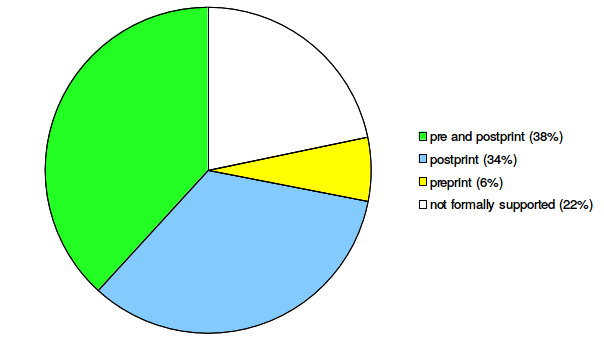 pre and postprint (38%)
postprint (34%)
preprint (6%)
not formally supported (22%)